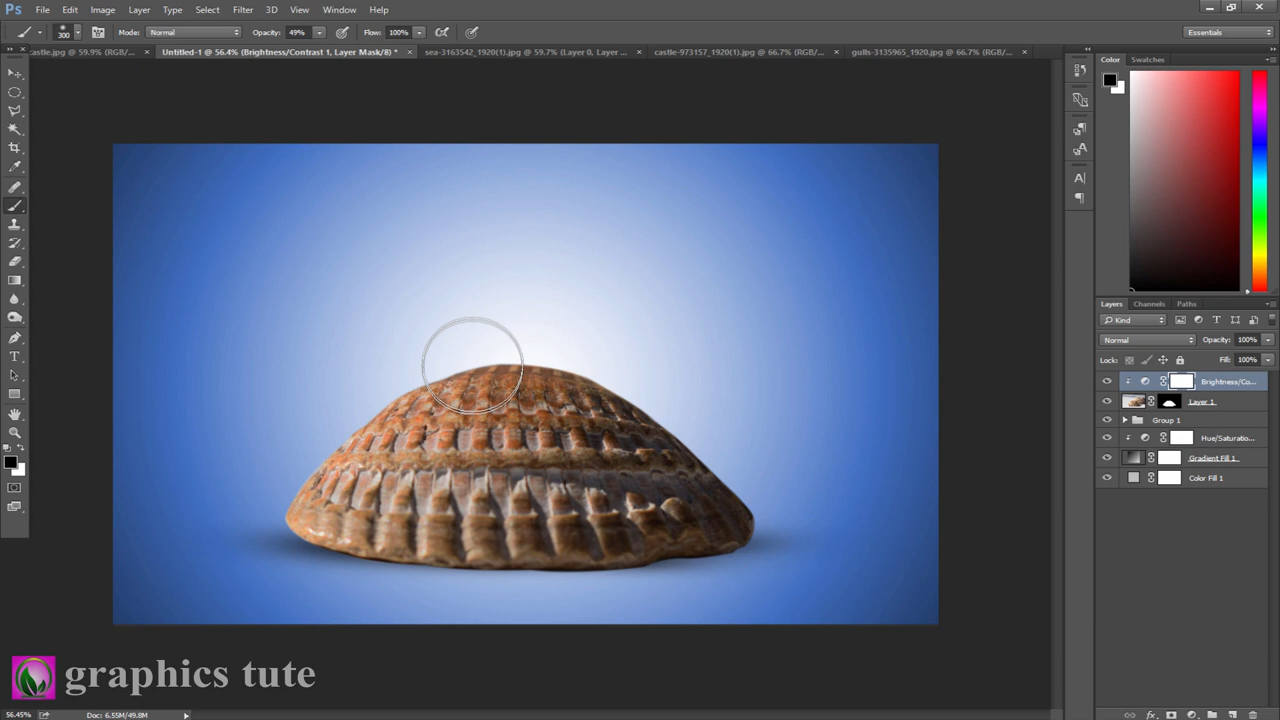 Ps File Edit Image Layer Type Select Filter 3D View Window Help
300 Mode: Normal Opacity: 49% Flow: 100% Essentials
castle.jpg @ 59.9% (RGB/... × Untitled-1 @ 56.4% (Brightness/Contrast 1, Layer Mask/8) * × sea-3163542_1920(1).jpg @ 59.7% (Layer 0, Layer ... × castle-973157_1920(1).jpg @ 66.7% (RGB/... × gulls-3135965_1920.jpg @ 66.7% (RGB/... ×
Color Swatches
Layers Channels Paths
Kind
Normal Opacity: 100%
Lock: Fill: 100%
Brightness/Co...
Layer 1
Group 1
Hue/Saturatio...
Gradient Fill 1
Color Fill 1
graphics tute
56.45% Doc: 6.55M/49.8M